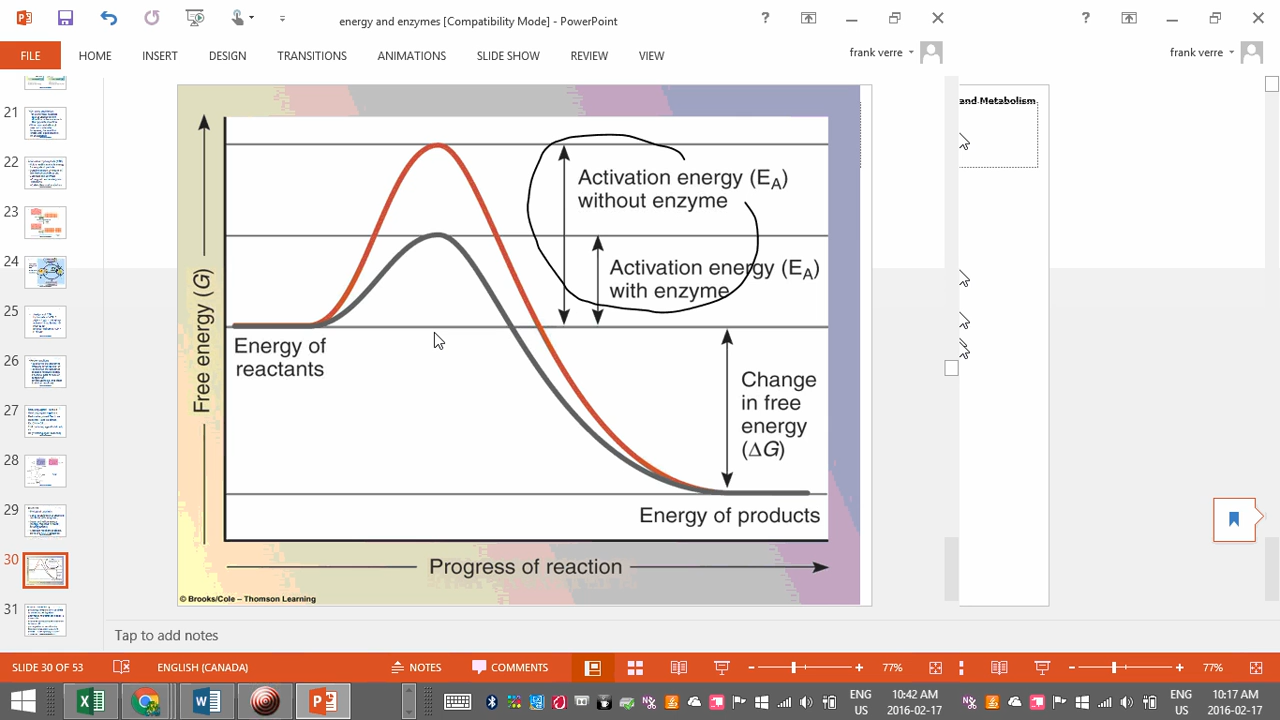 energy and enzymes [Compatibility Mode] - PowerPoint
FILE HOME INSERT DESIGN TRANSITIONS ANIMATIONS SLIDE SHOW REVIEW VIEW
frank verre
frank verre
21
22
23
24
25
26
27
28
29
30
31
and Metabolism
Activation energy (EA)
without enzyme
Activation energy (EA)
with enzyme
Free energy (G)
Energy of
reactants
Change
in free
energy
(ΔG)
Energy of products
Progress of reaction
© Brooks/Cole – Thomson Learning
Tap to add notes
SLIDE 30 OF 53 ENGLISH (CANADA) NOTES COMMENTS 77% 77%
ENG 10:42 AM ENG 10:17 AM
US 2016-02-17 US 2016-02-17